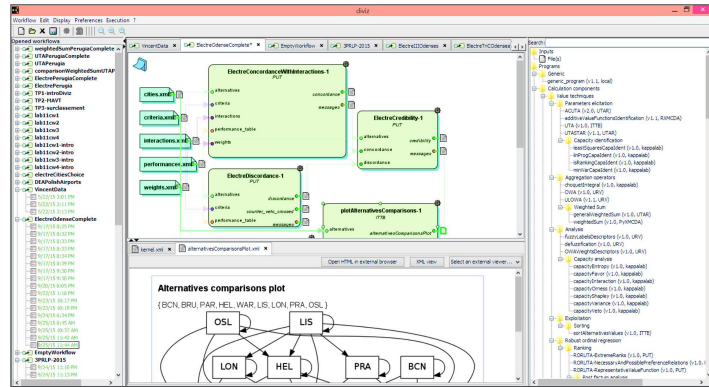 diviz
Workflow Edit Display Preferences Execution ?
Opened workflows
weightedSumPerugiaComplete
UTAPerugiaComplete
UTAPerugia
comparisonWeightedSumUTAP
ElectrePerugiaComplete
ElectrePerugia
TP1-introDiviz
TP2-MAVT
TP3-surclassement
lab11cw1
lab11cw2
lab11cw3
lab11cw4
lab11cw1-intro
lab11cw2-intro
lab11cw3-intro
lab11cw4-intro
electreCitiesChoice
DEAPolishAirports
VincentData
ElectreOdenseComplete
EmptyWorkflow
3PRLP-2015
VincentData
ElectreOdenseComplete*
EmptyWorkflow
3PRLP-2015
ElectreIIIOdense
ElectreTriCOdense
cities.xml
criteria.xml
interactions.xml
performances.xml
weights.xml
ElectreConcordanceWithInteractions-1
PUT
alternatives
criteria
interactions
performance_table
weights
concordance
messages
ElectreCredibility-1
PUT
alternatives
concordance
discordance
credibility
messages
ElectreDiscordance-1
PUT
alternatives
criteria
performance_table
discordance
counter_veto_crossed
messages
plotAlternativesComparisons-1
ITTB
alternatives
alternativesComparisonsPlot
kernel.xml
alternativesComparisonsPlot.xml
Open HTML in external browser
XML view
Select an external viewer...
Alternatives comparisons plot
{BCN, BRU, PAR, HEL, WAR, LIS, LON, PRA, OSL }
OSL LIS
LON HEL PRA BCN
Search:
Inputs
File(s)
Programs
Generic
generic_program (v1.1, local)
Calculation components
Value techniques
Parameters elicitation
ACUTA (v2.0, UTAR)
additiveValueFunctionsIdentification (v1.1, RXMCDA)
UTA (v1.0, ITTB)
UTASTAR (v1.1, UTAR)
Capacity identification
leastSquaresCapaIdent (v1.0, kappalab)
linProgCapaIdent (v1.0, kappalab)
lsRankingCapaIdent (v1.0, kappalab)
miniVarCapaIdent (v1.0, kappalab)
Aggregation operators
choquetIntegral (v1.0, kappalab)
OWA (v1.0, URV)
ULOWA (v1.1, URV)
Weighted Sum
generalWeightedSum (v1.0, UTAR)
weightedSum (v1.0, PyXMCDA)
Analysis
fuzzyLabelsDescriptors (v1.0, URV)
defuzzification (v1.0, URV)
OWAWeightsDescriptors (v1.0, URV)
Capacity analysis
capacityEntropy (v1.0, kappalab)
capacityFavor (v1.0, kappalab)
capacityInteraction (v1.0, kappalab)
capacityOrness (v1.0, kappalab)
capacityShapley (v1.0, kappalab)
capacityVariance (v1.0, kappalab)
capacityVeto (v1.0, kappalab)
Exploitation
Sorting
sortAlternativesValues (v1.0, ITTB)
Robust ordinal regression
Ranking
RORUTA-ExtremeRanks (v1.0, PUT)
RORUTA-NecessaryAndPossiblePreferenceRelations (v1.0,
RORUTA-RepresentativeValueFunction (v1.0, PUT)